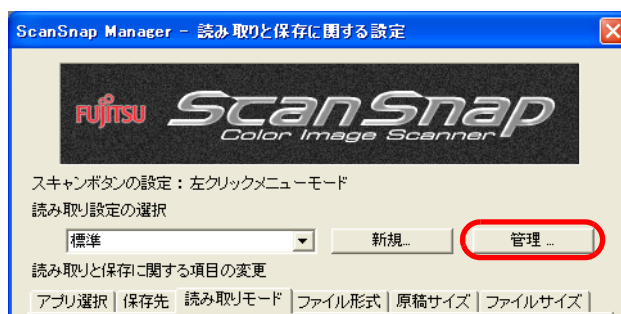 ScanSnap Manager - 読み取りと保存に関する設定
FUJITSU ScanSnap
Color Image Scanner
スキャンボタンの設定：左クリックメニューモード
読み取り設定の選択
標準 新規... 管理 ...
読み取りと保存に関する項目の変更
アプリ選択 保存先 読み取りモード ファイル形式 原稿サイズ ファイルサイズ